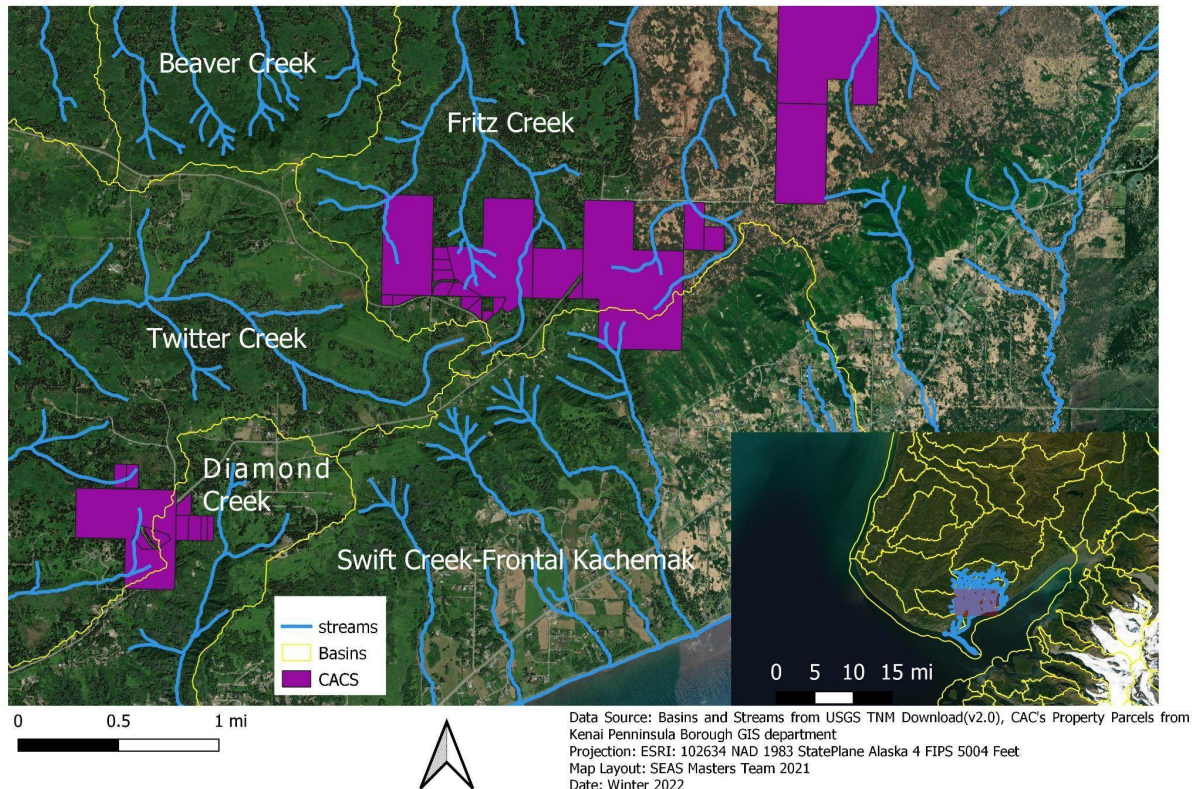 Beaver Creek
Fritz Creek
Twitter Creek
Diamond
Creek
Swift Creek-Frontal Kachemak
streams
Basins
CACS
0 5 10 15 mi
0 0.5 1 mi
Data Source: Basins and Streams from USGS TNM Download(v2.0), CAC's Property Parcels from
Kenai Penninsula Borough GIS department
Projection: ESRI: 102634 NAD 1983 StatePlane Alaska 4 FIPS 5004 Feet
Map Layout: SEAS Masters Team 2021
Date: Winter 2022